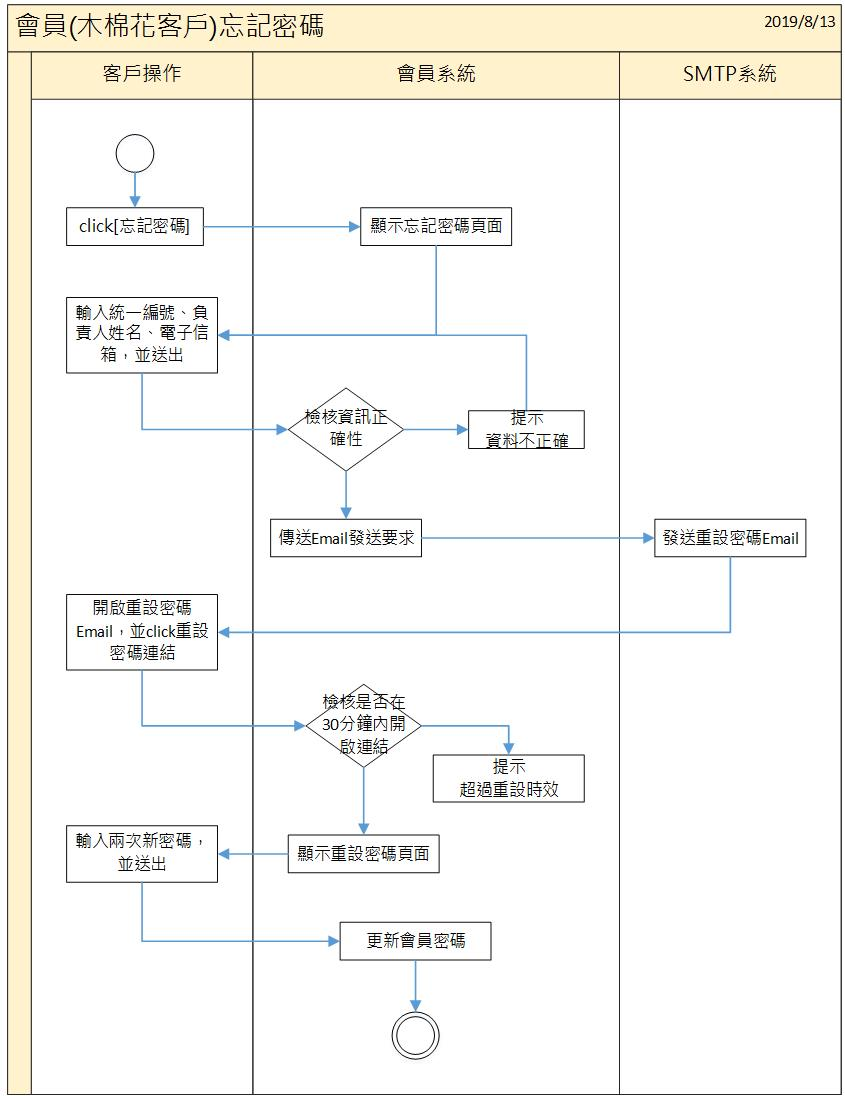 會員(木棉花客戶)忘記密碼
2019/8/13
客戶操作
會員系統
SMTP系統
click[忘記密碼]
顯示忘記密碼頁面
輸入統一編號、負
責人姓名、電子信
箱，並送出
檢核資訊正
確性
提示
資料不正確
傳送Email發送要求
發送重設密碼Email
開啟重設密碼
Email，並click重設
密碼連結
檢核是否在
30分鐘內開
啟連結
提示
超過重設時效
輸入兩次新密碼，
並送出
顯示重設密碼頁面
更新會員密碼